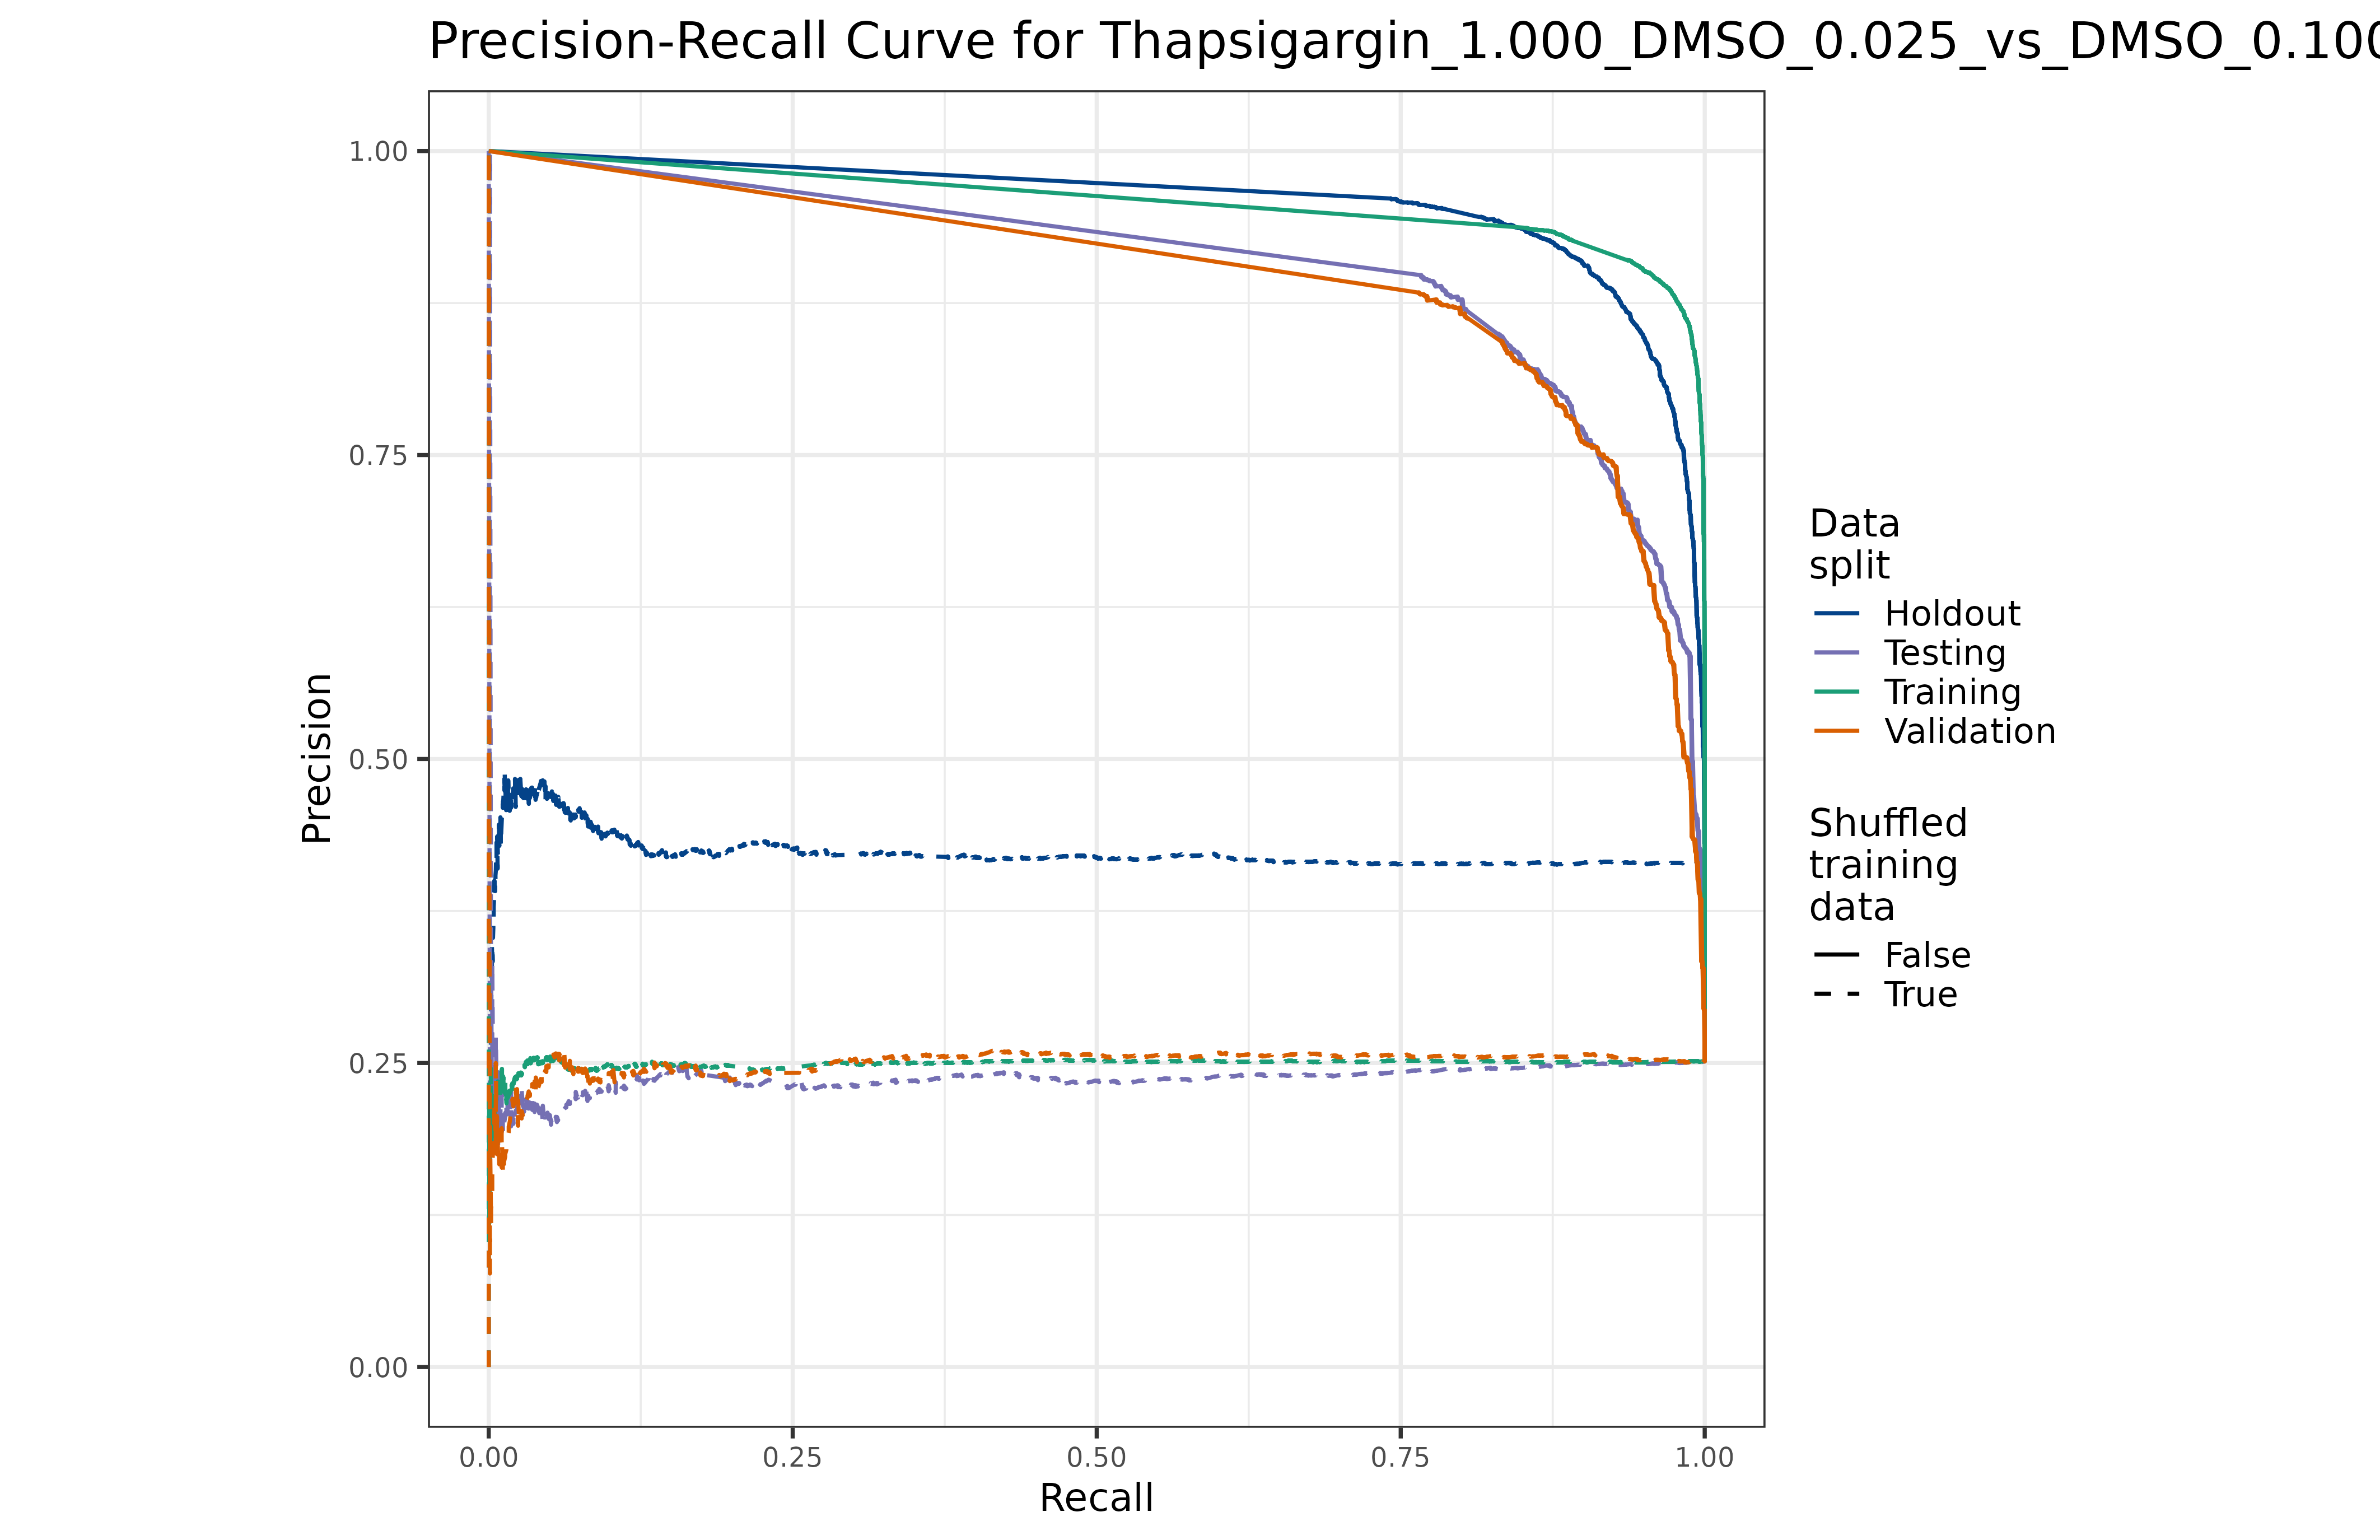 Precision-Recall Curve for Thapsigargin_1.000_DMSO_0.025_vs_DMSO_0.100
1.00
0.75
0.50
0.25
0.00
Precision
0.00 0.25 0.50 0.75 1.00
Recall
Data
split
Holdout
Testing
Training
Validation
Shuffled
training
data
False
True